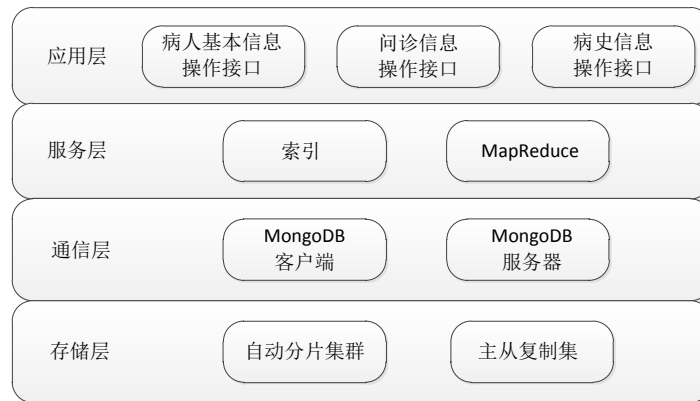 应用层
病人基本信息
操作接口
问诊信息
操作接口
病史信息
操作接口
服务层
索引
MapReduce
通信层
MongoDB
客户端
MongoDB
服务器
存储层
自动分片集群
主从复制集